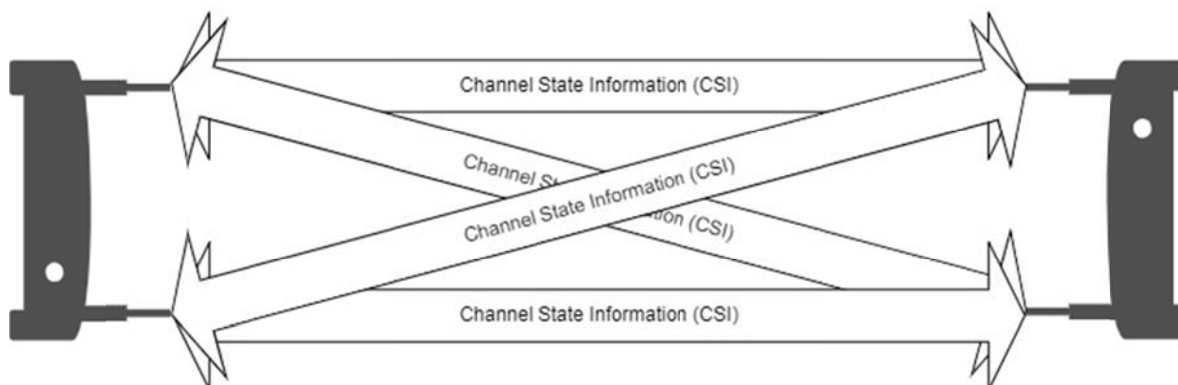 Channel State Information (CSI)
Channel (CSI)
Channel State Information (CSI)
Channel State Information (CSI)